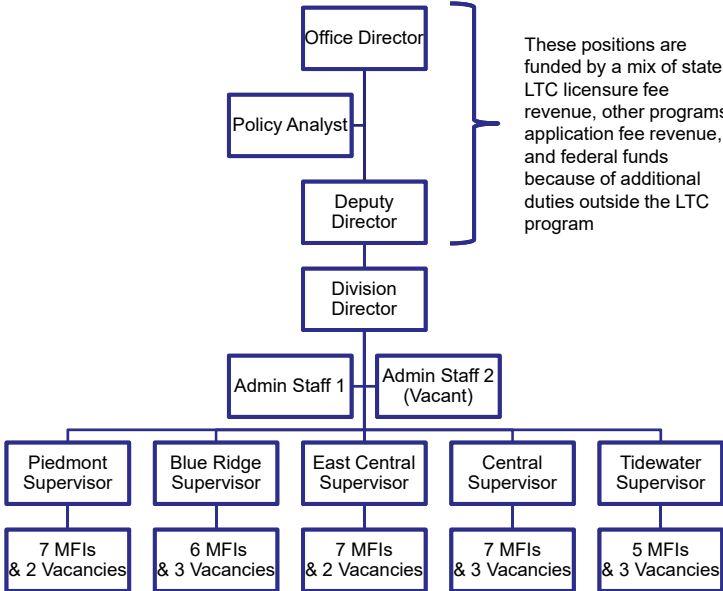 Office Director
These positions are
funded by a mix of state
LTC licensure fee
revenue, other programs
application fee revenue,
and federal funds
because of additional
duties outside the LTC
program
Policy Analyst
Deputy
Director
Division
Director
Admin Staff 1
Admin Staff 2
(Vacant)
Piedmont
Supervisor
Blue Ridge
Supervisor
East Central
Supervisor
Central
Supervisor
Tidewater
Supervisor
7 MFIs
& 2 Vacancies
6 MFIs
& 3 Vacancies
7 MFIs
& 2 Vacancies
7 MFIs
& 3 Vacancies
5 MFIs
& 3 Vacancies